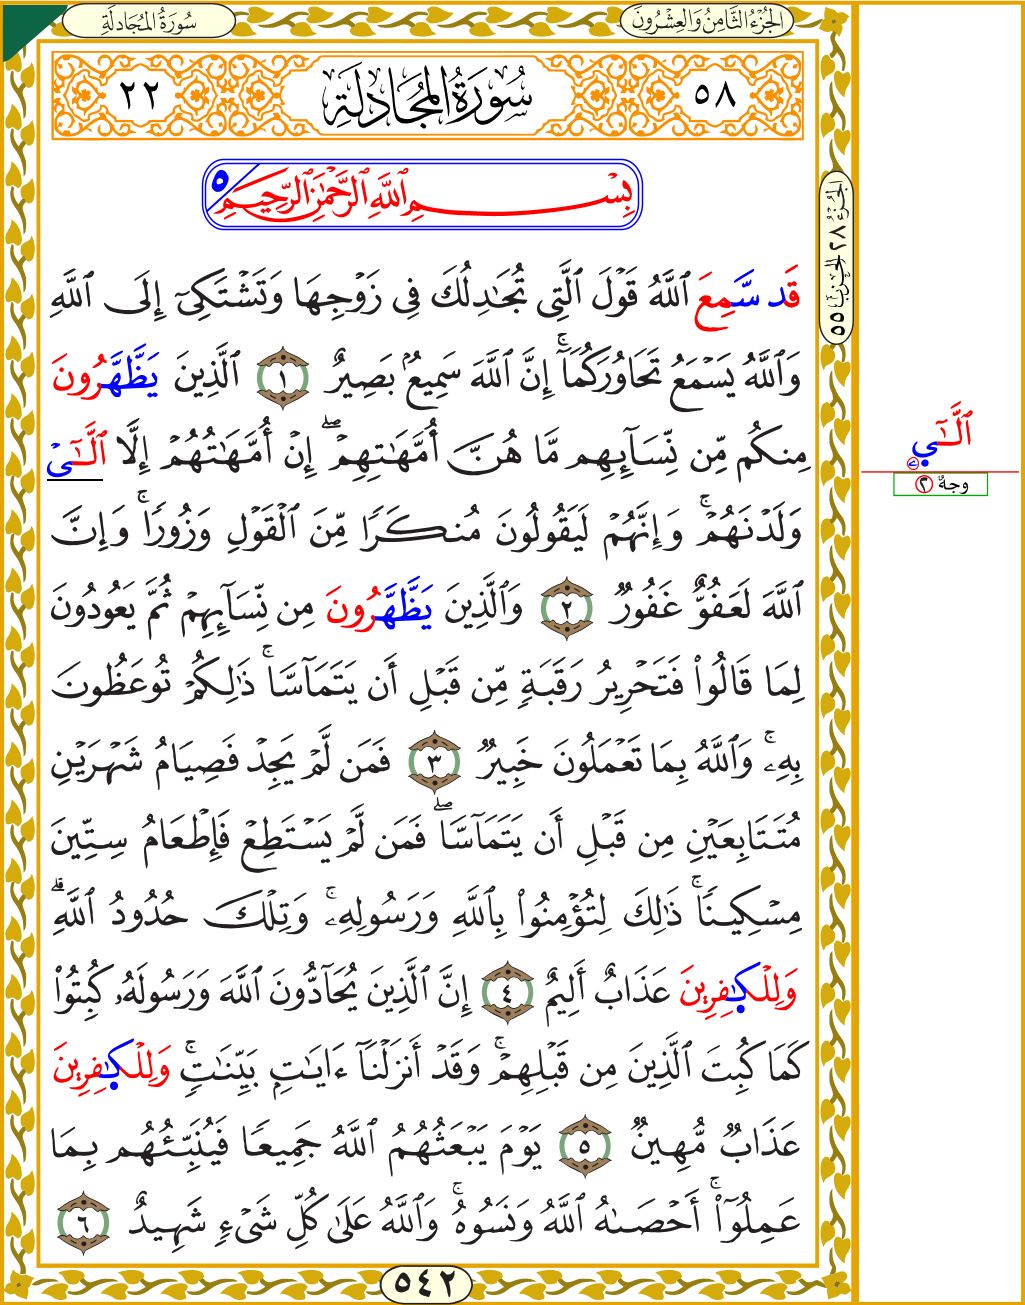 سُورَةُ المُجَادلَةِ
الجُزْءُ الثَّامِنُ وَالعِشْرُونَ
٥٨
سُورَةُ المُجَادلَةِ
٢٢
بِسْمِ ٱللَّهِ ٱلرَّحْمَٰنِ ٱلرَّحِيمِ
٥
الجُزْءُ ٢٨ الحِزْبُ ٥٥
قَد سَّمِعَ ٱللَّهُ قَوْلَ ٱلَّتِى تُجَٰدِلُكَ فِى زَوْجِهَا وَتَشْتَكِىٓ إِلَى ٱللَّهِ
وَٱللَّهُ يَسْمَعُ تَحَاوُرَكُمَآۚ إِنَّ ٱللَّهَ سَمِيعُۢ بَصِيرٌ ١ ٱلَّذِينَ يَظَّهَّرُونَ
مِنكُم مِّن نِّسَآئِهِم مَّا هُنَّ أُمَّهَٰتِهِمْۖ إِنْ أُمَّهَٰتُهُمْ إِلَّا ٱلَّٰٓىْ
وَلَدْنَهُمْۚ وَإِنَّهُمْ لَيَقُولُونَ مُنكَرًا مِّنَ ٱلْقَوْلِ وَزُورًاۚ وَإِنَّ
ٱللَّهَ لَعَفُوٌّ غَفُورٌ ٢ وَٱلَّذِينَ يَظَّهَّرُونَ مِن نِّسَآئِهِمْ ثُمَّ يَعُودُونَ
لِمَا قَالُوا۟ فَتَحْرِيرُ رَقَبَةٍ مِّن قَبْلِ أَن يَتَمَآسَّاۚ ذَٰلِكُمْ تُوعَظُونَ
بِهِۦۚ وَٱللَّهُ بِمَا تَعْمَلُونَ خَبِيرٌ ٣ فَمَن لَّمْ يَجِدْ فَصِيَامُ شَهْرَيْنِ
مُتَتَابِعَيْنِ مِن قَبْلِ أَن يَتَمَآسَّاۖ فَمَن لَّمْ يَسْتَطِعْ فَإِطْعَامُ سِتِّينَ
مِسْكِينًاۚ ذَٰلِكَ لِتُؤْمِنُوا۟ بِٱللَّهِ وَرَسُولِهِۦۚ وَتِلْكَ حُدُودُ ٱللَّهِۗ
وَلِلْكَٰفِرِينَ عَذَابٌ أَلِيمٌ ٤ إِنَّ ٱلَّذِينَ يُحَآدُّونَ ٱللَّهَ وَرَسُولَهُۥ كُبِتُوا۟
كَمَا كُبِتَ ٱلَّذِينَ مِن قَبْلِهِمْۚ وَقَدْ أَنزَلْنَآ ءَايَٰتٍۭ بَيِّنَٰتٍۚ وَلِلْكَٰفِرِينَ
عَذَابٌ مُّهِينٌ ٥ يَوْمَ يَبْعَثُهُمُ ٱللَّهُ جَمِيعًا فَيُنَبِّئُهُم بِمَا
عَمِلُوٓا۟ۚ أَحْصَىٰهُ ٱللَّهُ وَنَسُوهُۚ وَٱللَّهُ عَلَىٰ كُلِّ شَىْءٍ شَهِيدٌ ٦
٥٤٢
ٱلَّٰٓـِي
وجهٌ ٢